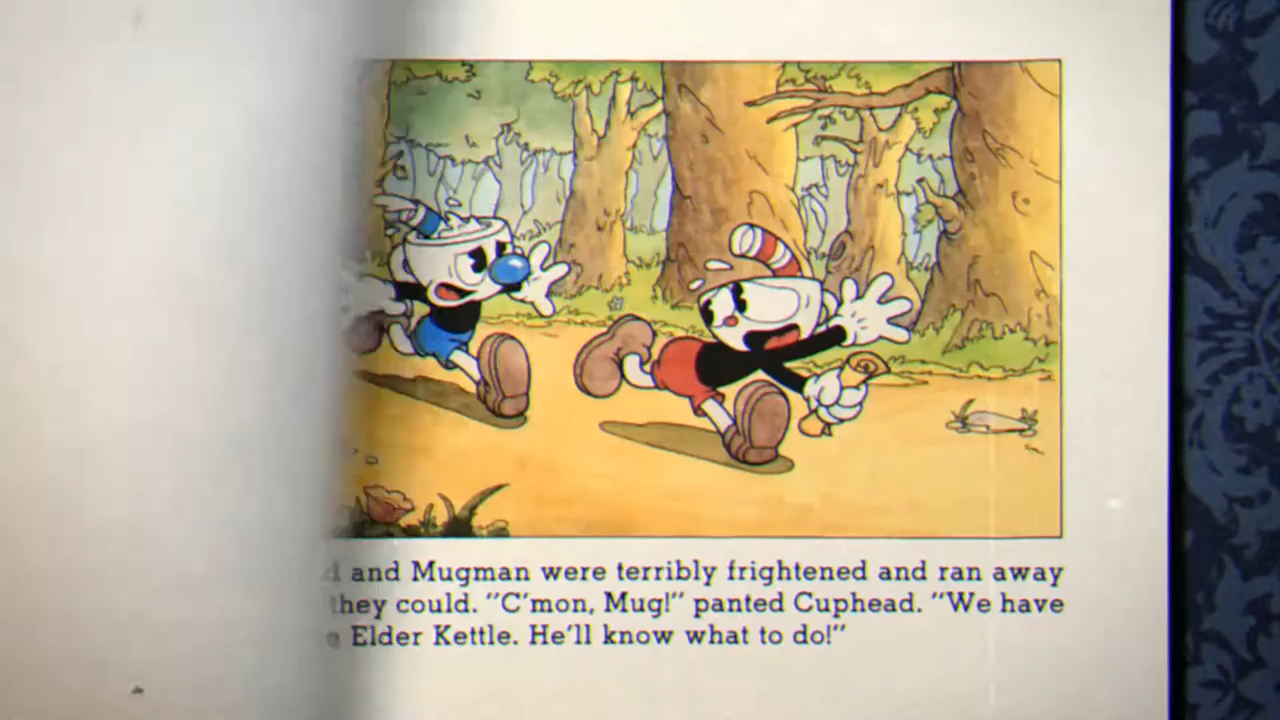 and Mugman were terribly frightened and ran away
they could. "C'mon, Mug!" panted Cuphead. "We have
Elder Kettle. He'll know what to do!"